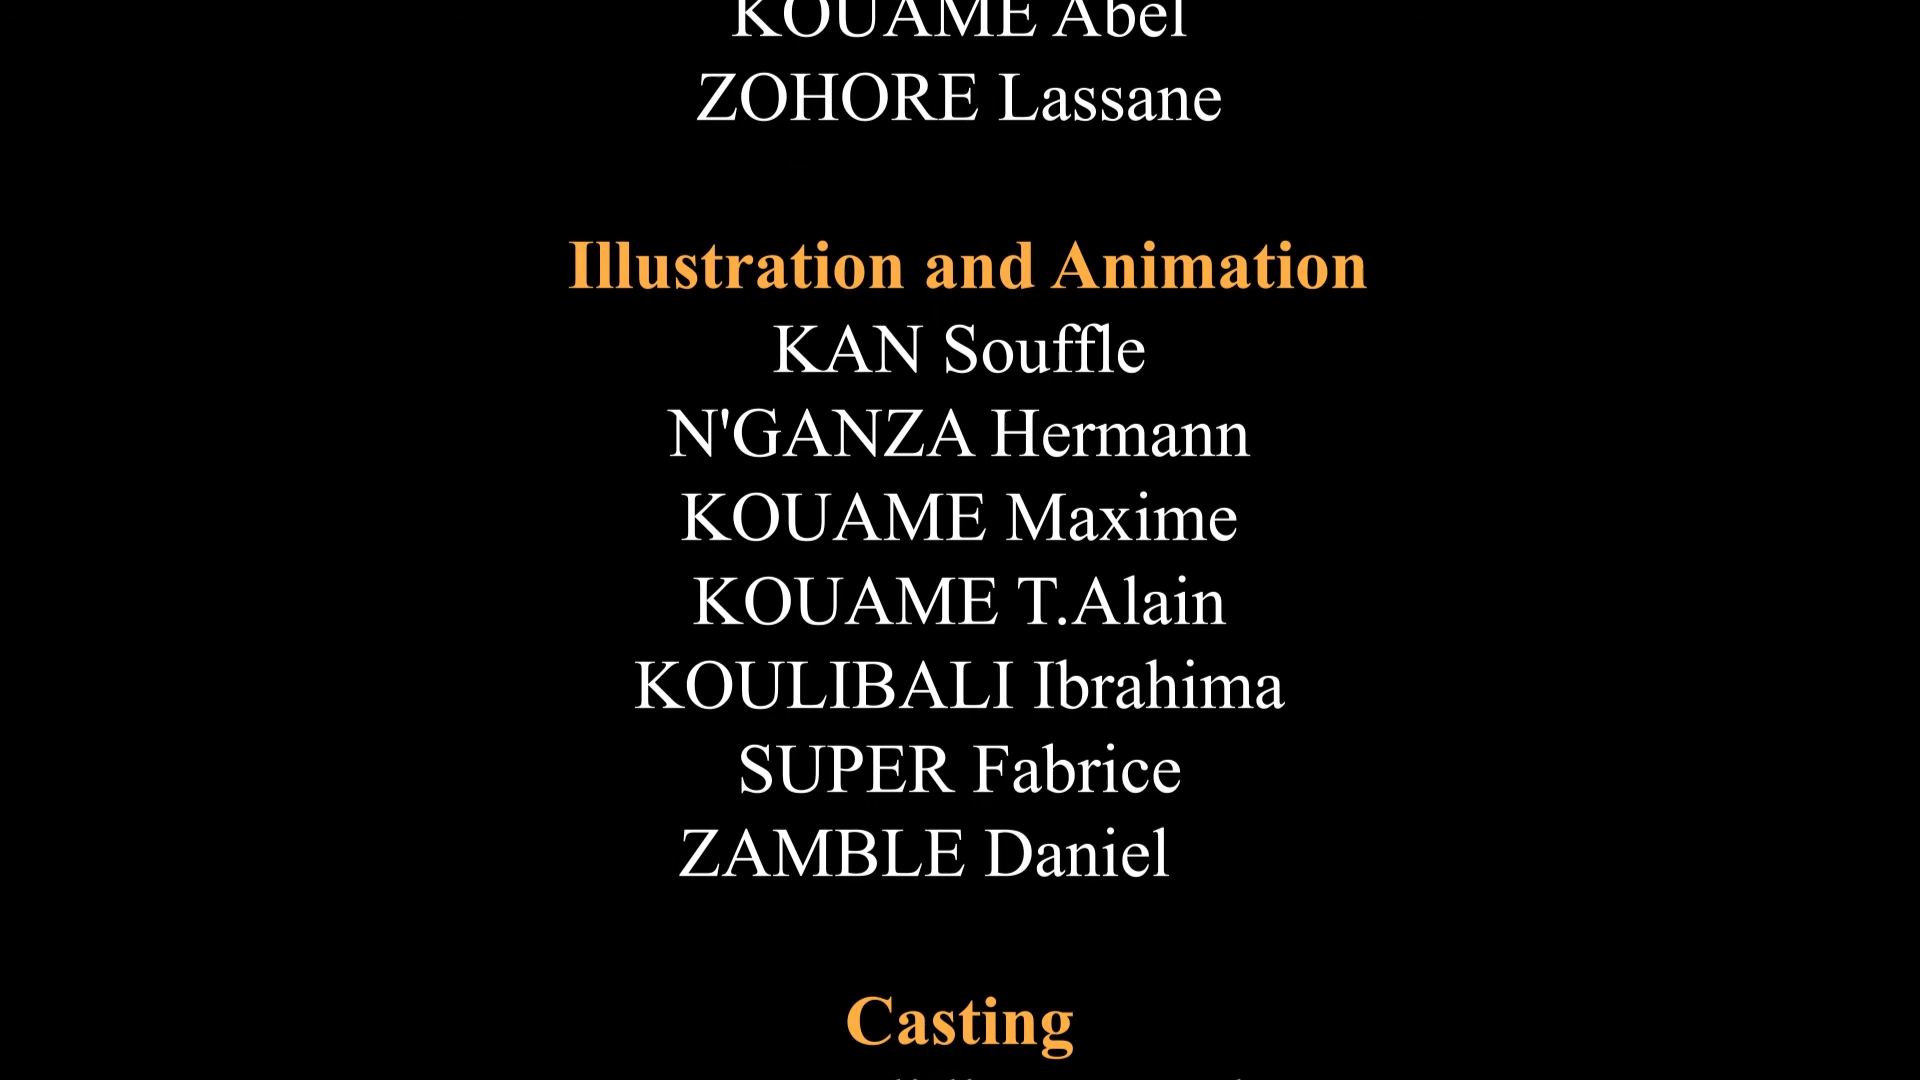 KOUAME Abel
ZOHORE Lassane
Illustration and Animation
KAN Souffle
N'GANZA Hermann
KOUAME Maxime
KOUAME T.Alain
KOULIBALI Ibrahima
SUPER Fabrice
ZAMBLE Daniel
Casting